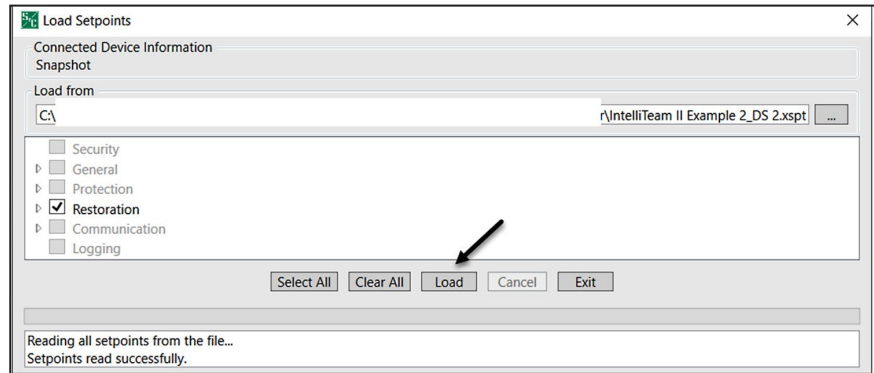 Load Setpoints
Connected Device Information
Snapshot
Load from
C:\ r\IntelliTeam II Example 2_DS 2.xspt ...
Security
General
Protection
Restoration
Communication
Logging
Select All Clear All Load Cancel Exit
Reading all setpoints from the file...
Setpoints read successfully.